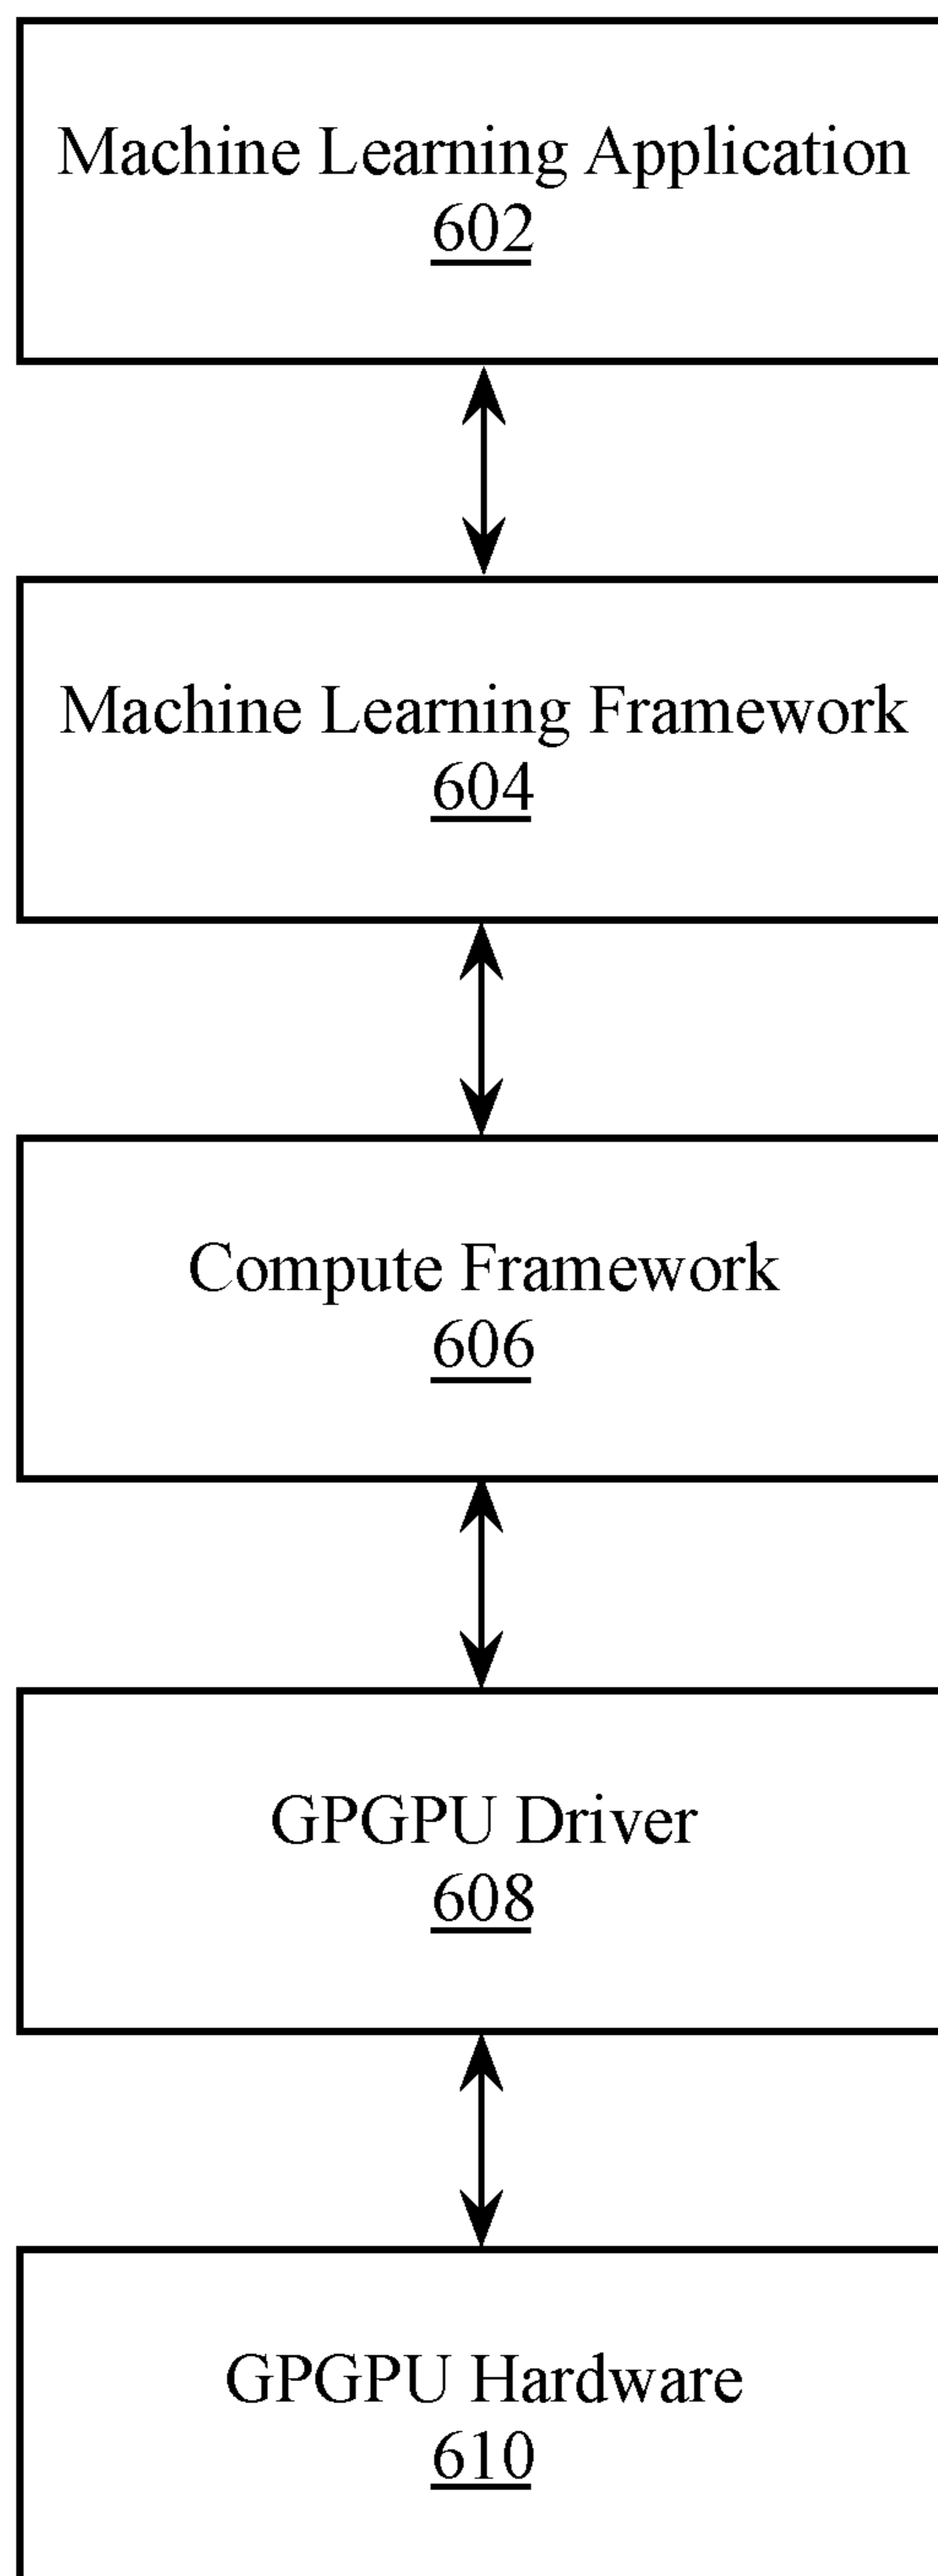 Machine Learning Application
602
Machine Learning Framework
604
Compute Framework
606
GPGPU Driver
608
GPGPU Hardware
610